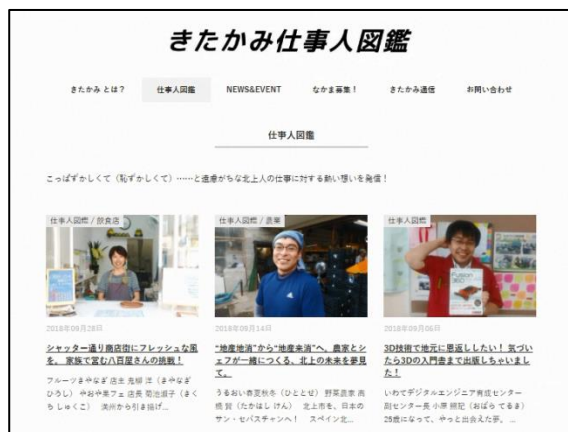 きたかみ仕事人図鑑
きたかみ とは？ 仕事人図鑑 NEWS&EVENT なかま募集！ きたかみ通信 お問い合わせ
仕事人図鑑
こっぱずかしくて（恥ずかしくて）……と遠慮がちな北上人の仕事に対する熱い想いを発信！
仕事人図鑑 / 飲食店
2018年09月28日
シャッター通り商店街にフレッシュな風
を。 家族で営む八百屋さんの挑戦！
フルーツきやなぎ 店主 鬼柳 洋（きやなぎ
ひろし） やおや果フェ 店長 菊池淑子（きく
ち しゅくこ） 満州から引き揚げ...
仕事人図鑑 / 農業
2018年09月14日
“地産地消”から“地産来消”へ。農家とシ
ェフが一緒につくる、北上の未来を夢見
て。
うるおい春夏秋冬（ひととせ） 野菜農家 高
橋 賢（たかはし けん） 北上市を、日本の
サン・セバスチャンへ！ スペイン北...
仕事人図鑑
2018年09月06日
3D技術で地元に恩返ししたい！ 気づい
たら3Dの入門書まで出版しちゃいまし
た！
いわてデジタルエンジニア育成センター
副センター長 小原 照記（おばら てるき）
25歳になって、やっと出会えた夢。 ...
Fusion
360